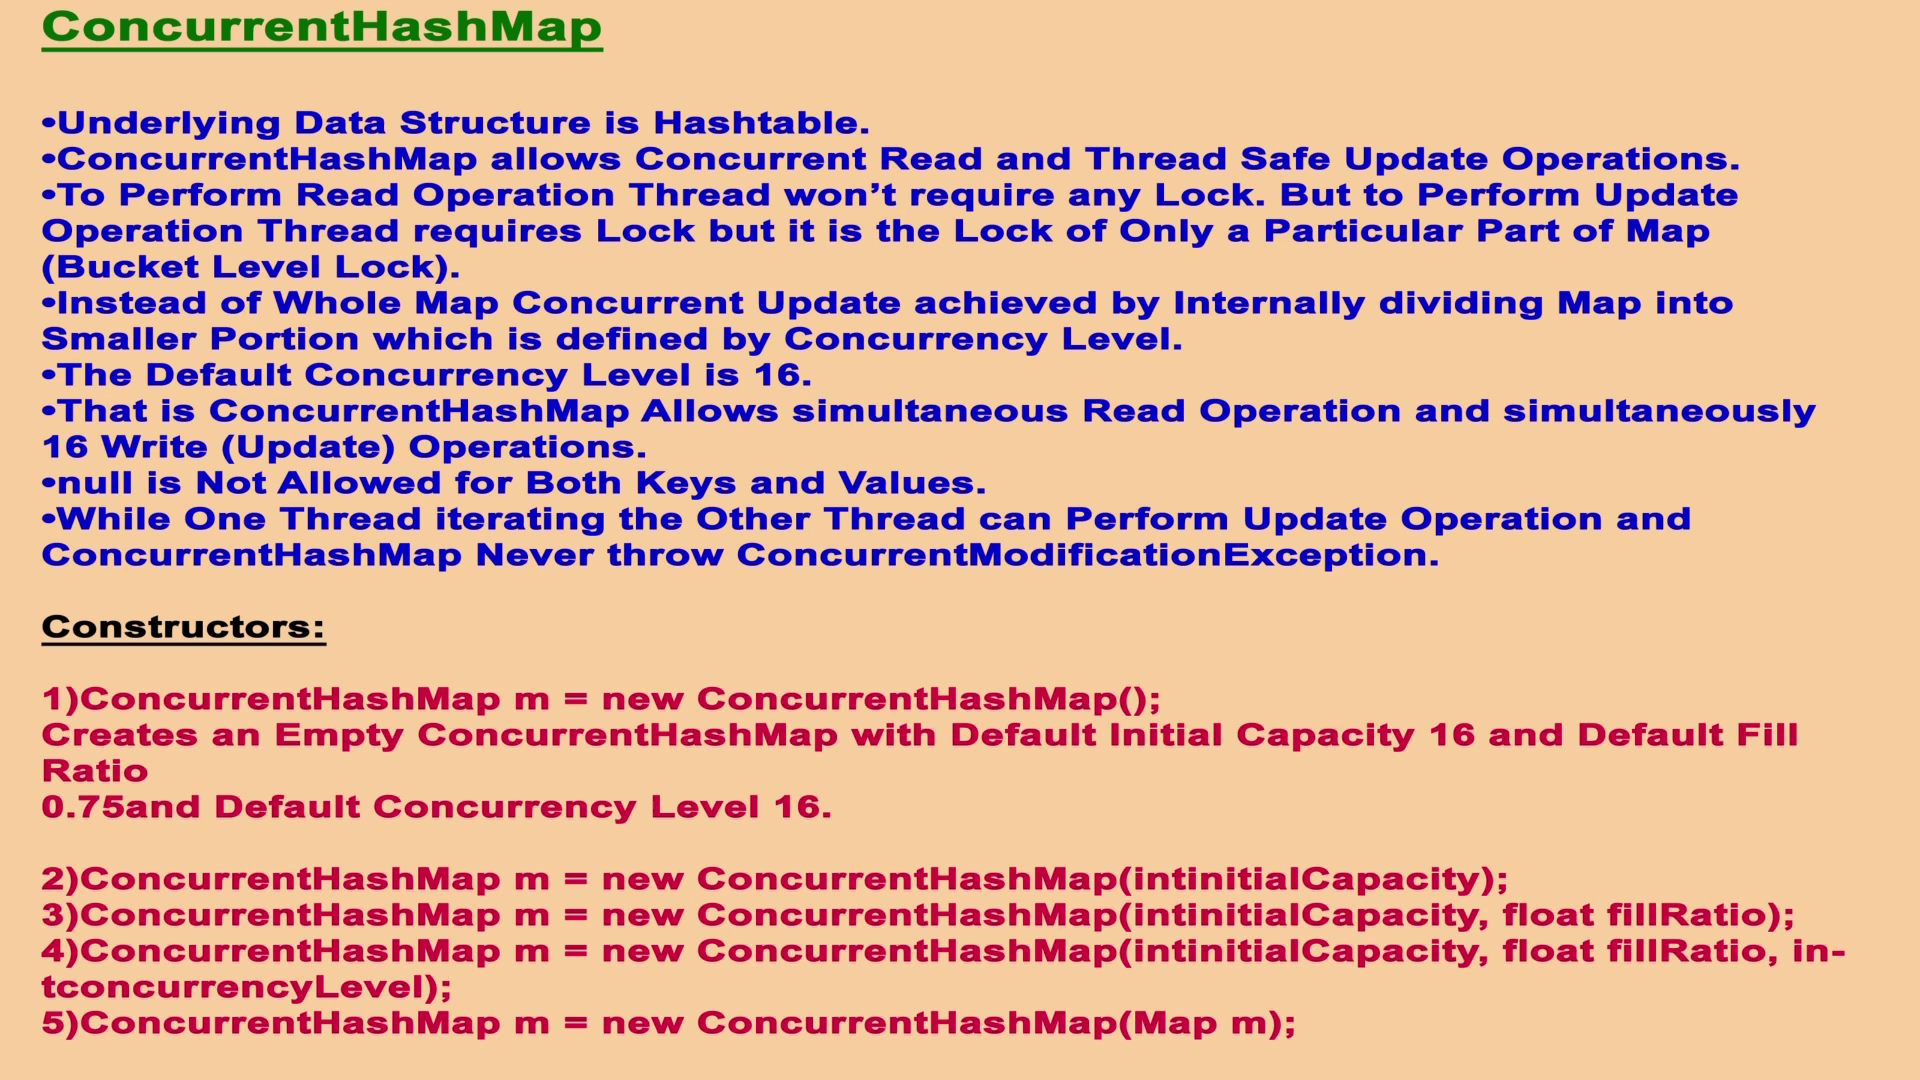 ConcurrentHashMap
•Underlying Data Structure is Hashtable.
•ConcurrentHashMap allows Concurrent Read and Thread Safe Update Operations.
•To Perform Read Operation Thread won’t require any Lock. But to Perform Update
Operation Thread requires Lock but it is the Lock of Only a Particular Part of Map
(Bucket Level Lock).
•Instead of Whole Map Concurrent Update achieved by Internally dividing Map into
Smaller Portion which is defined by Concurrency Level.
•The Default Concurrency Level is 16.
•That is ConcurrentHashMap Allows simultaneous Read Operation and simultaneously
16 Write (Update) Operations.
•null is Not Allowed for Both Keys and Values.
•While One Thread iterating the Other Thread can Perform Update Operation and
ConcurrentHashMap Never throw ConcurrentModificationException.
Constructors:
1)ConcurrentHashMap m = new ConcurrentHashMap();
Creates an Empty ConcurrentHashMap with Default Initial Capacity 16 and Default Fill
Ratio
0.75and Default Concurrency Level 16.
2)ConcurrentHashMap m = new ConcurrentHashMap(intinitialCapacity);
3)ConcurrentHashMap m = new ConcurrentHashMap(intinitialCapacity, float fillRatio);
4)ConcurrentHashMap m = new ConcurrentHashMap(intinitialCapacity, float fillRatio, in-
tconcurrencyLevel);
5)ConcurrentHashMap m = new ConcurrentHashMap(Map m);